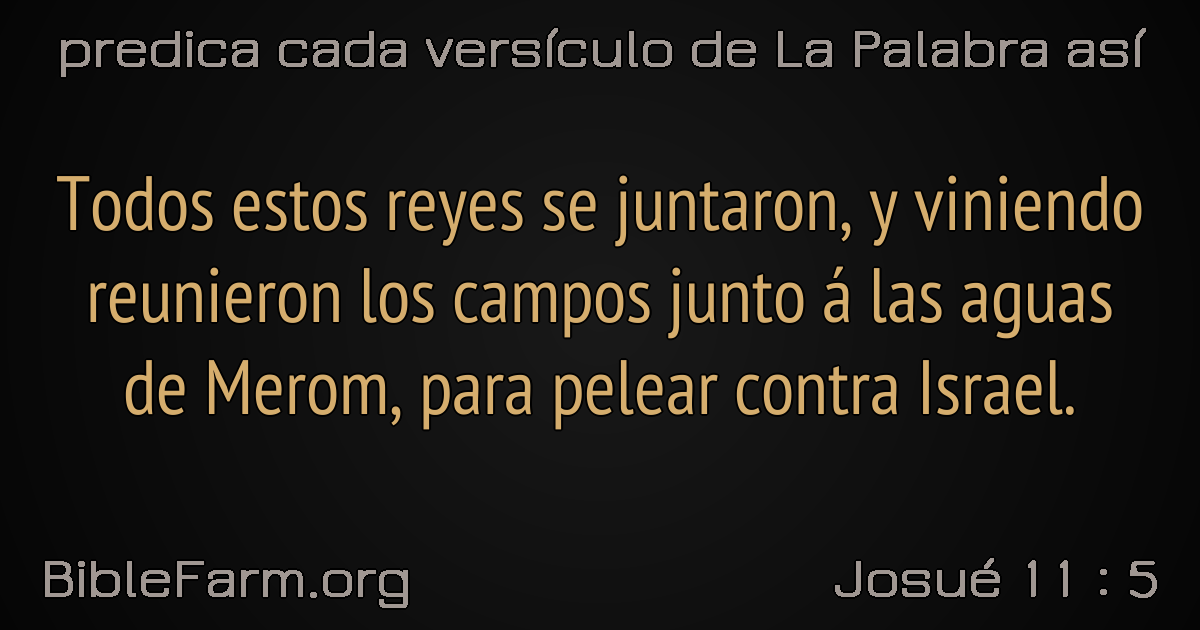 predica cada versículo de La Palabra así
Todos estos reyes se juntaron, y viniendo
reunieron los campos junto á las aguas
de Merom, para pelear contra Israel.
BibleFarm.org
Josué 11 : 5